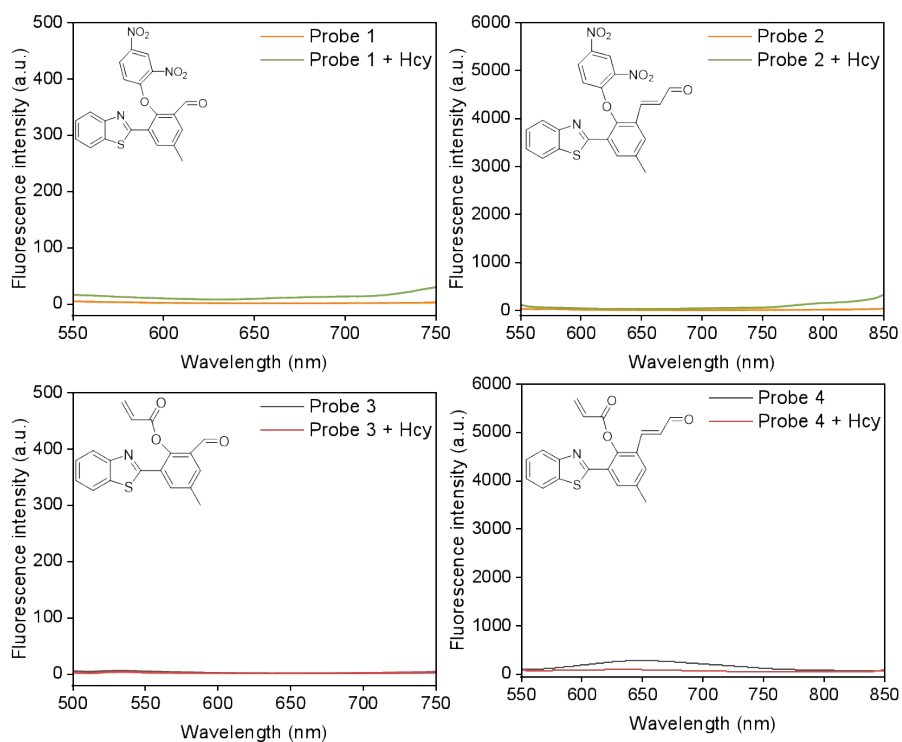 Fluorescence intensity (a.u.)
500
400
300
200
100
0
550 600 650 700 750
Wavelength (nm)
Probe 1
Probe 1 + Hcy
NO2
NO2
O
O
N
S
Fluorescence intensity (a.u.)
6000
5000
4000
3000
2000
1000
0
550 600 650 700 750 800 850
Wavelength (nm)
Probe 2
Probe 2 + Hcy
NO2
NO2
O
O
N
S
Fluorescence intensity (a.u.)
500
400
300
200
100
0
500 550 600 650 700 750
Wavelength (nm)
Probe 3
Probe 3 + Hcy
O
O
O
N
S
Fluorescence intensity (a.u.)
6000
5000
4000
3000
2000
1000
0
550 600 650 700 750 800 850
Wavelength (nm)
Probe 4
Probe 4 + Hcy
O
O
O
N
S